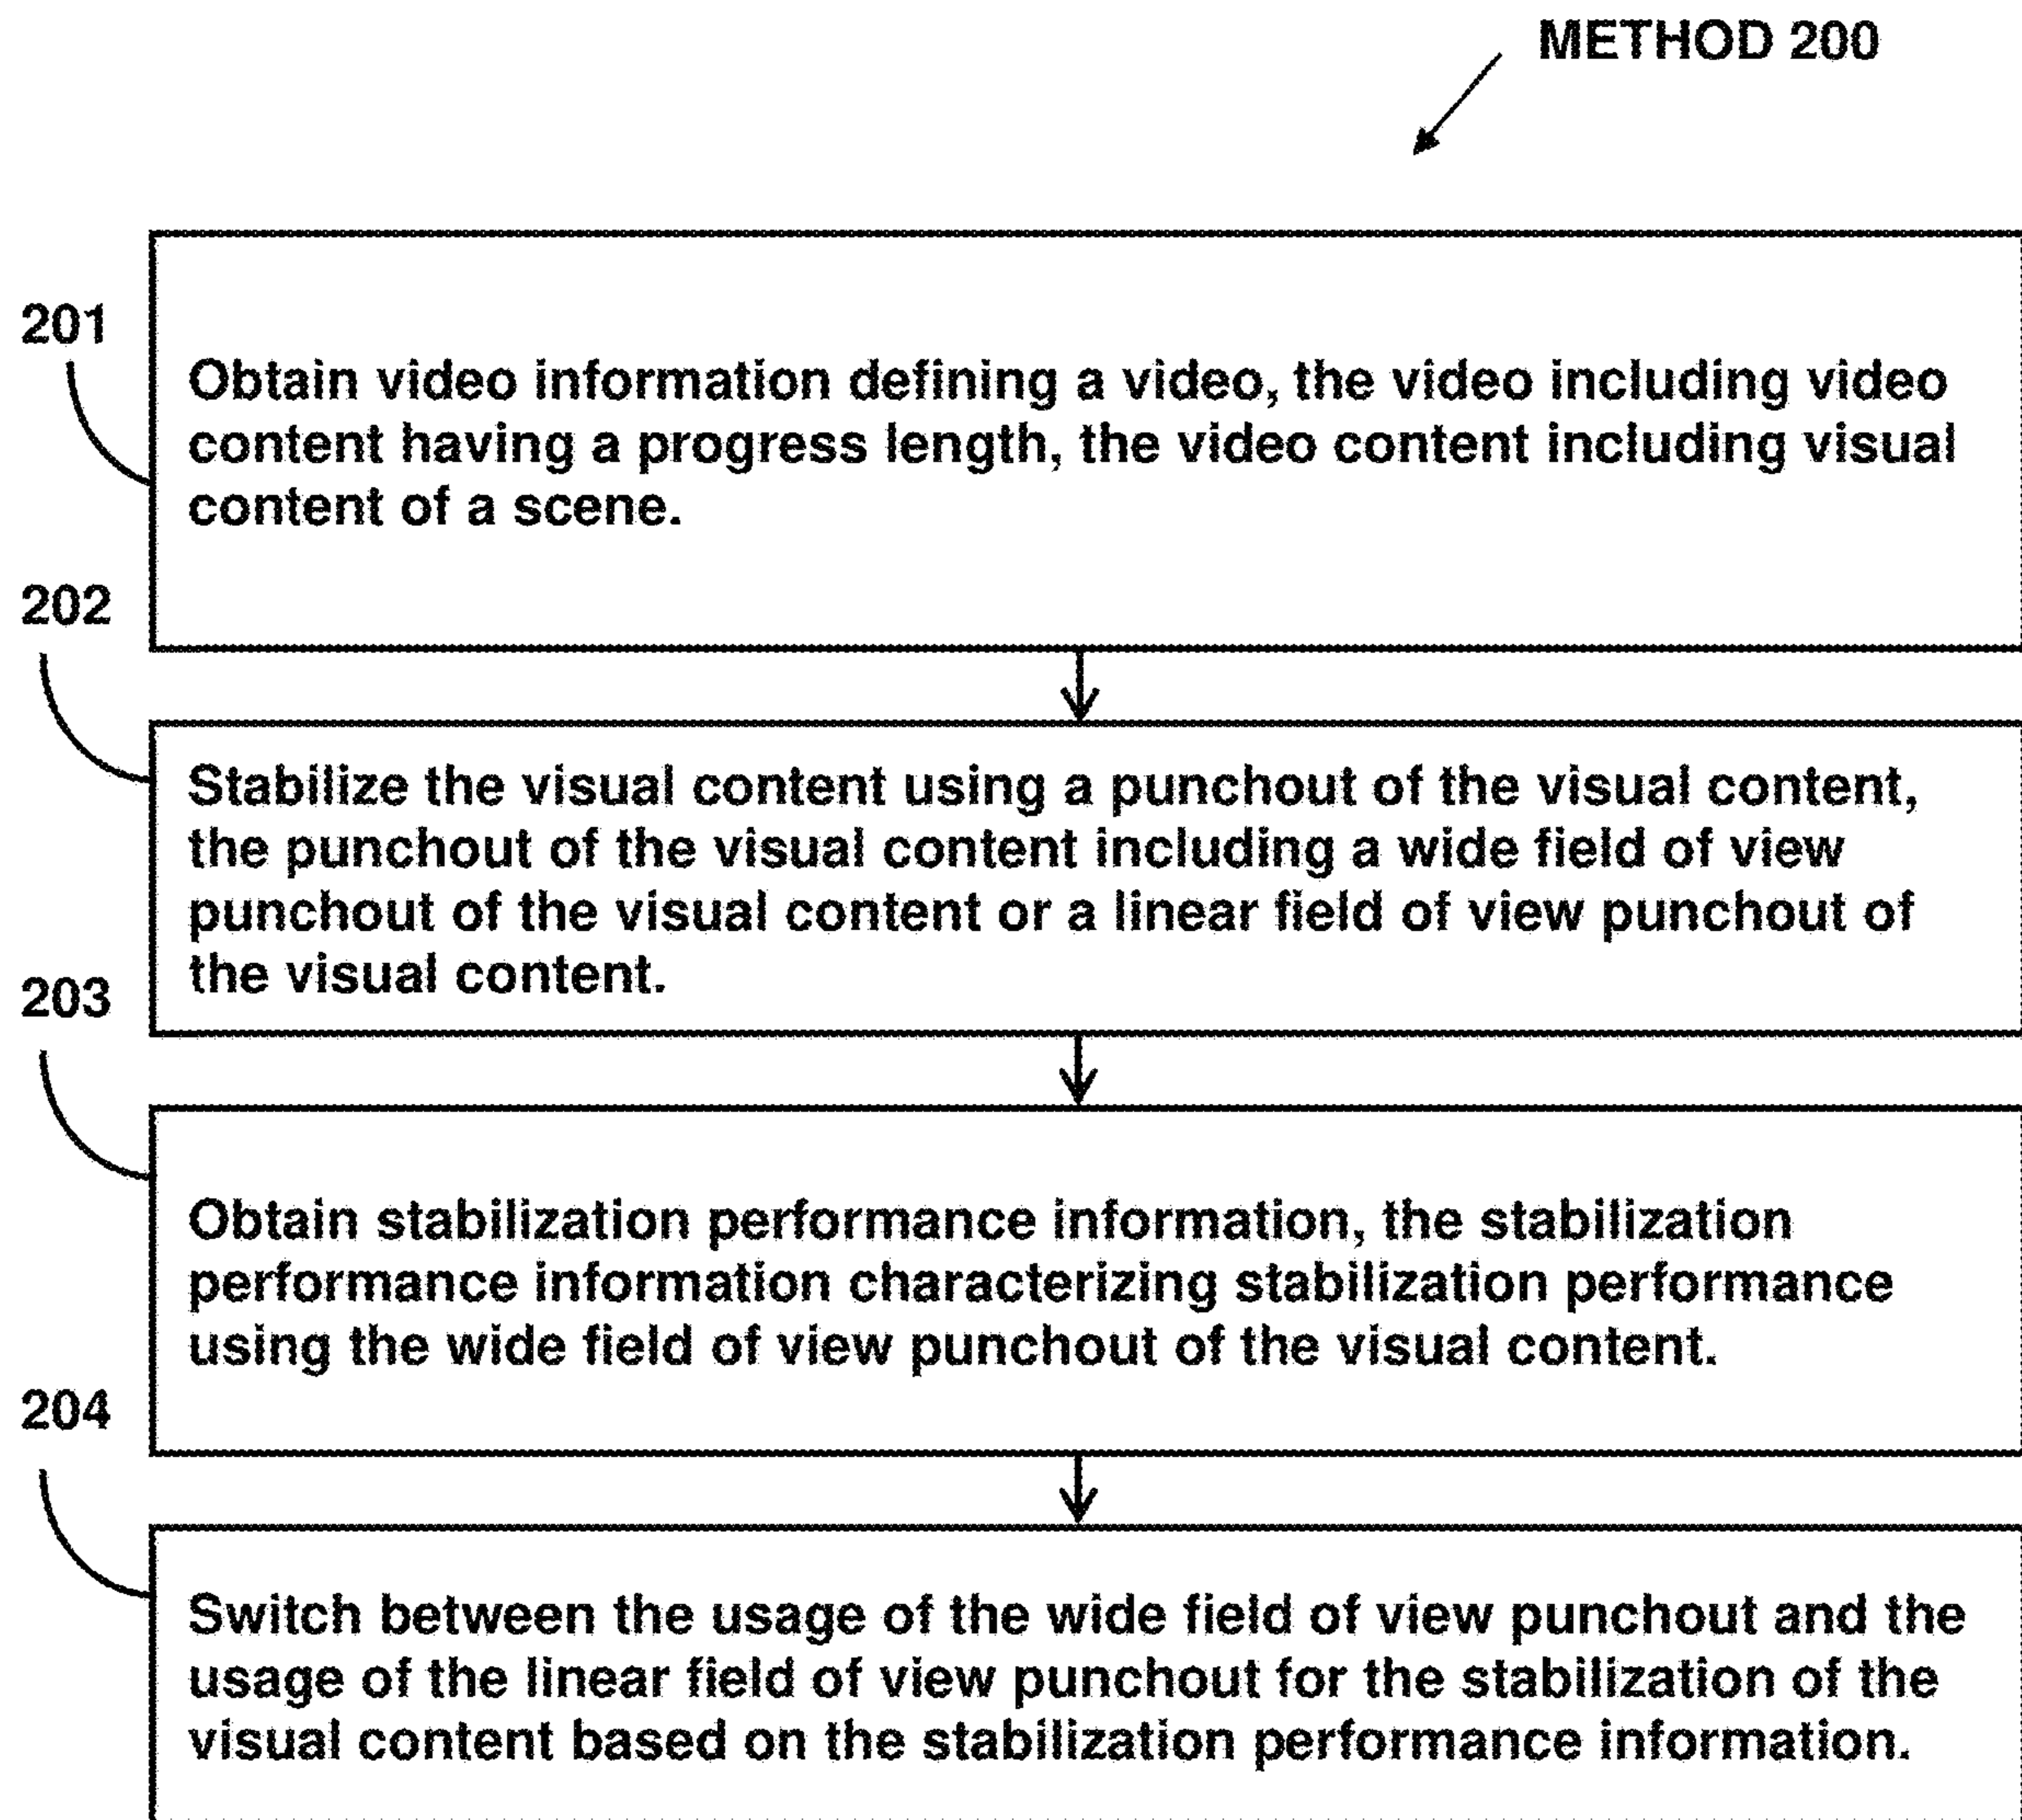 METHOD 200
201
Obtain video information defining a video, the video including video
content having a progress length, the video content including visual
content of a scene.
202
Stabilize the visual content using a punchout of the visual content,
the punchout of the visual content including a wide field of view
punchout of the visual content or a linear field of view punchout of
the visual content.
203
Obtain stabilization performance information, the stabilization
performance information characterizing stabilization performance
using the wide field of view punchout of the visual content.
204
Switch between the usage of the wide field of view punchout and the
usage of the linear field of view punchout for the stabilization of the
visual content based on the stabilization performance information.